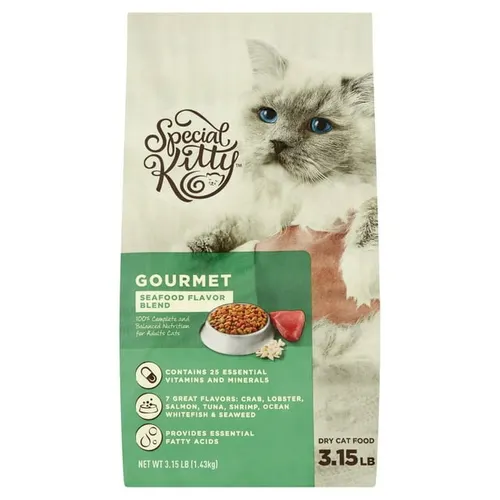 Special
Kitty™
GOURMET
SEAFOOD FLAVOR
BLEND
100% Complete and
Balanced Nutrition
for Adults Cats
CONTAINS 25 ESSENTIAL
VITAMINS AND MINERALS
7 GREAT FLAVORS: CRAB, LOBSTER,
SALMON, TUNA, SHRIMP, OCEAN
WHITEFISH & SEAWEED
PROVIDES ESSENTIAL
FATTY ACIDS
NET WT 3.15 LB (1.43kg)
DRY CAT FOOD
3.15 LB